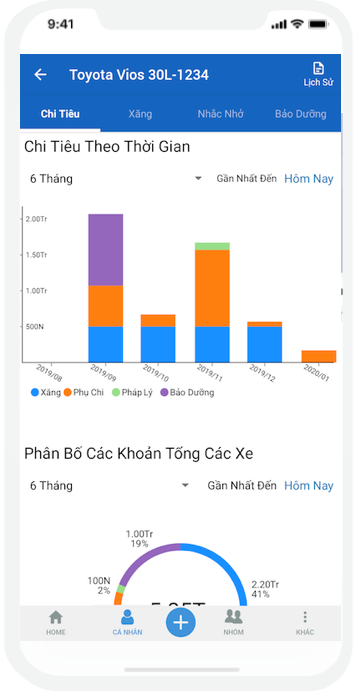 9:41
Toyota Vios 30L-1234
Lịch Sử
Chi Tiêu
Xăng
Nhắc Nhở
Bảo Dưỡng
Chi Tiêu Theo Thời Gian
6 Tháng
Gần Nhất Đến
Hôm Nay
2.00Tr
1.50Tr
1.00Tr
500N
2019/08
2019/09
2019/10
2019/11
2019/12
2020/01
Xăng
Phụ Chi
Pháp Lý
Bảo Dưỡng
Phân Bố Các Khoản Tổng Các Xe
6 Tháng
Gần Nhất Đến
Hôm Nay
1.00Tr
19%
100N
2%
2.20Tr
41%
HOME
CÁ NHÂN
NHÓM
KHÁC